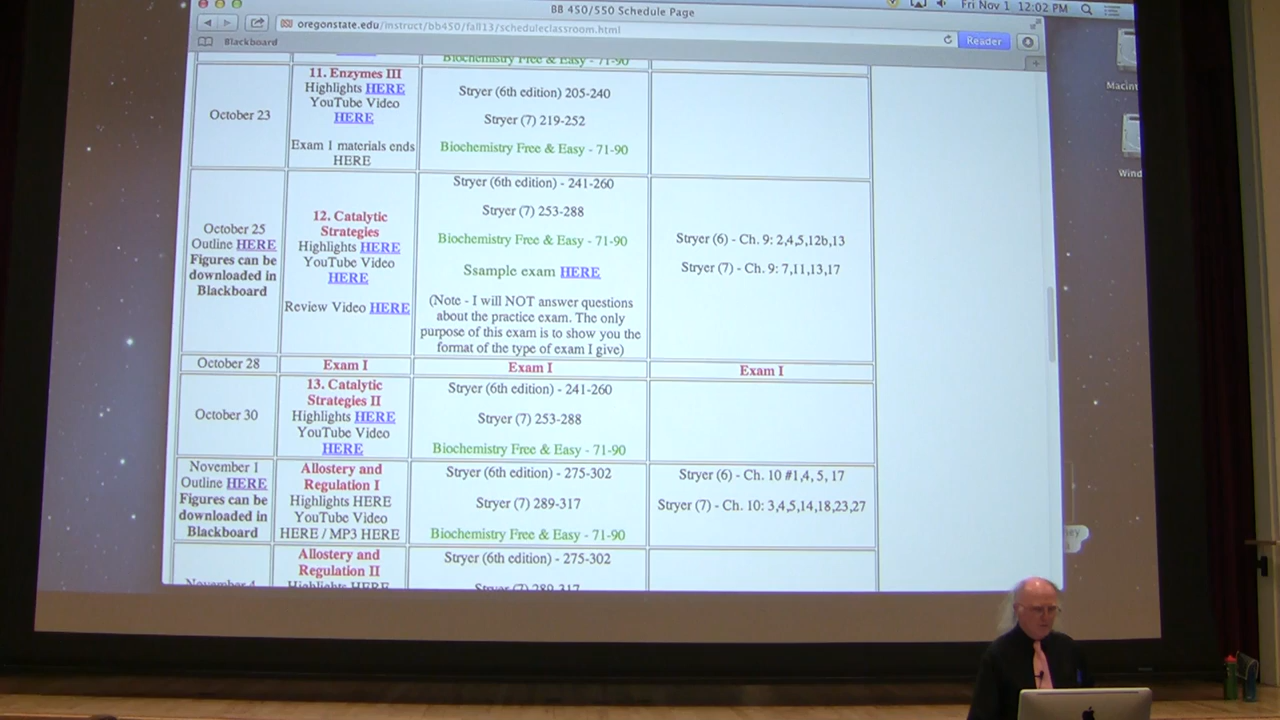 BB 450/550 Schedule Page
Fri Nov 1 12:02 PM
oregonstate.edu/instruct/bb450/fall13/scheduleclassroom.html
Reader
Blackboard
Biochemistry Free & Easy - 71-90
October 23
11. Enzymes III
Highlights HERE
YouTube Video
HERE
Exam 1 materials ends
HERE
Stryer (6th edition) 205-240
Stryer (7) 219-252
Biochemistry Free & Easy - 71-90
October 25
Outline HERE
Figures can be
downloaded in
Blackboard
12. Catalytic
Strategies
Highlights HERE
YouTube Video
HERE
Review Video HERE
Stryer (6th edition) - 241-260
Stryer (7) 253-288
Biochemistry Free & Easy - 71-90
Ssample exam HERE
(Note - I will NOT answer questions
about the practice exam. The only
purpose of this exam is to show you the
format of the type of exam I give)
Stryer (6) - Ch. 9: 2,4,5,12b,13
Stryer (7) - Ch. 9: 7,11,13,17
October 28
Exam I
Exam I
Exam I
October 30
13. Catalytic
Strategies II
Highlights HERE
YouTube Video
HERE
Stryer (6th edition) - 241-260
Stryer (7) 253-288
Biochemistry Free & Easy - 71-90
November 1
Outline HERE
Figures can be
downloaded in
Blackboard
Allostery and
Regulation I
Highlights HERE
YouTube Video
HERE / MP3 HERE
Stryer (6th edition) - 275-302
Stryer (7) 289-317
Biochemistry Free & Easy - 71-90
Stryer (6) - Ch. 10 #1,4, 5, 17
Stryer (7) - Ch. 10: 3,4,5,14,18,23,27
November 4
Allostery and
Regulation II
Highlights HERE
Stryer (6th edition) - 275-302
Stryer (7) 289-317
Macint
Wind